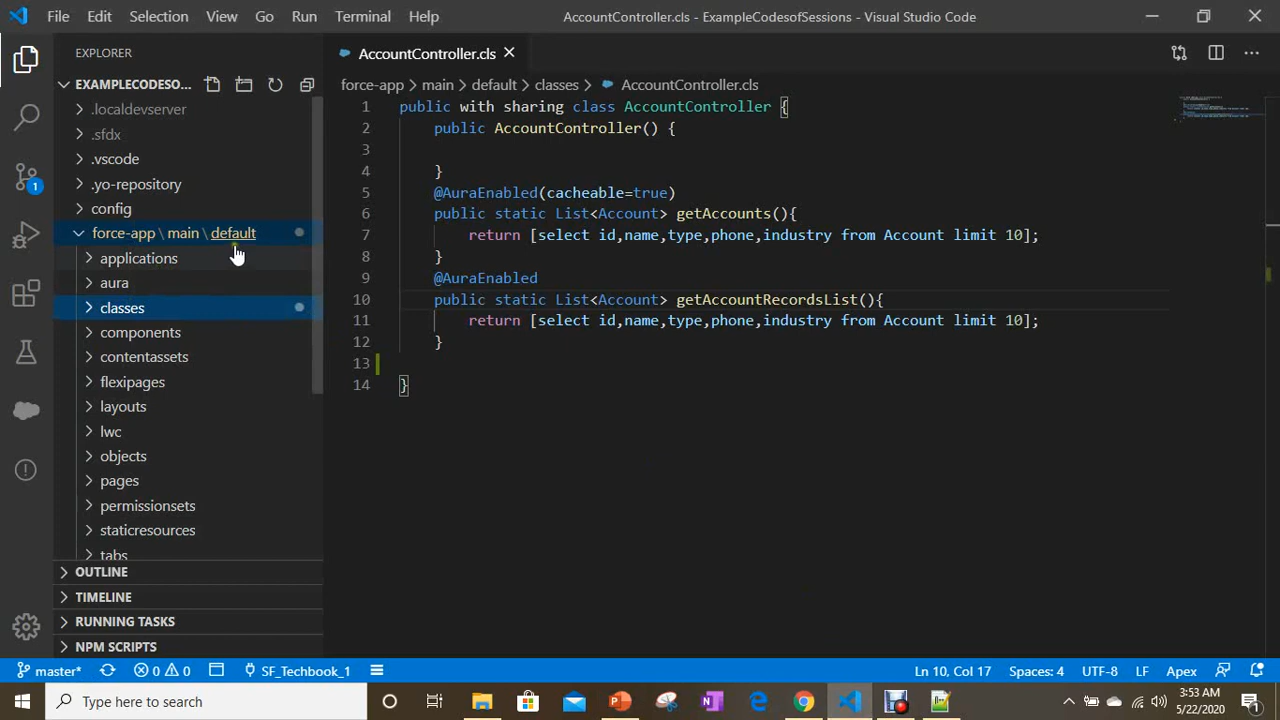 File Edit Selection View Go Run Terminal Help AccountController.cls - ExampleCodesofSessions - Visual Studio Code
EXPLORER
EXAMPLECODESO...
.localdevserver
.sfdx
.vscode
.yo-repository
config
force-app \ main \ default
applications
aura
classes
components
contentassets
flexipages
layouts
lwc
objects
pages
permissionsets
staticresources
tabs
OUTLINE
TIMELINE
RUNNING TASKS
NPM SCRIPTS
1
AccountController.cls
force-app > main > default > classes > AccountController.cls
1 public with sharing class AccountController {
2 public AccountController() {
3
4 }
5 @AuraEnabled(cacheable=true)
6 public static List<Account> getAccounts(){
7 return [select id,name,type,phone,industry from Account limit 10];
8 }
9 @AuraEnabled
10 public static List<Account> getAccountRecordsList(){
11 return [select id,name,type,phone,industry from Account limit 10];
12 }
13
14 }
master* 0 0 SF_Techbook_1 Ln 10, Col 17 Spaces: 4 UTF-8 LF Apex
Type here to search
3:53 AM
5/22/2020
1